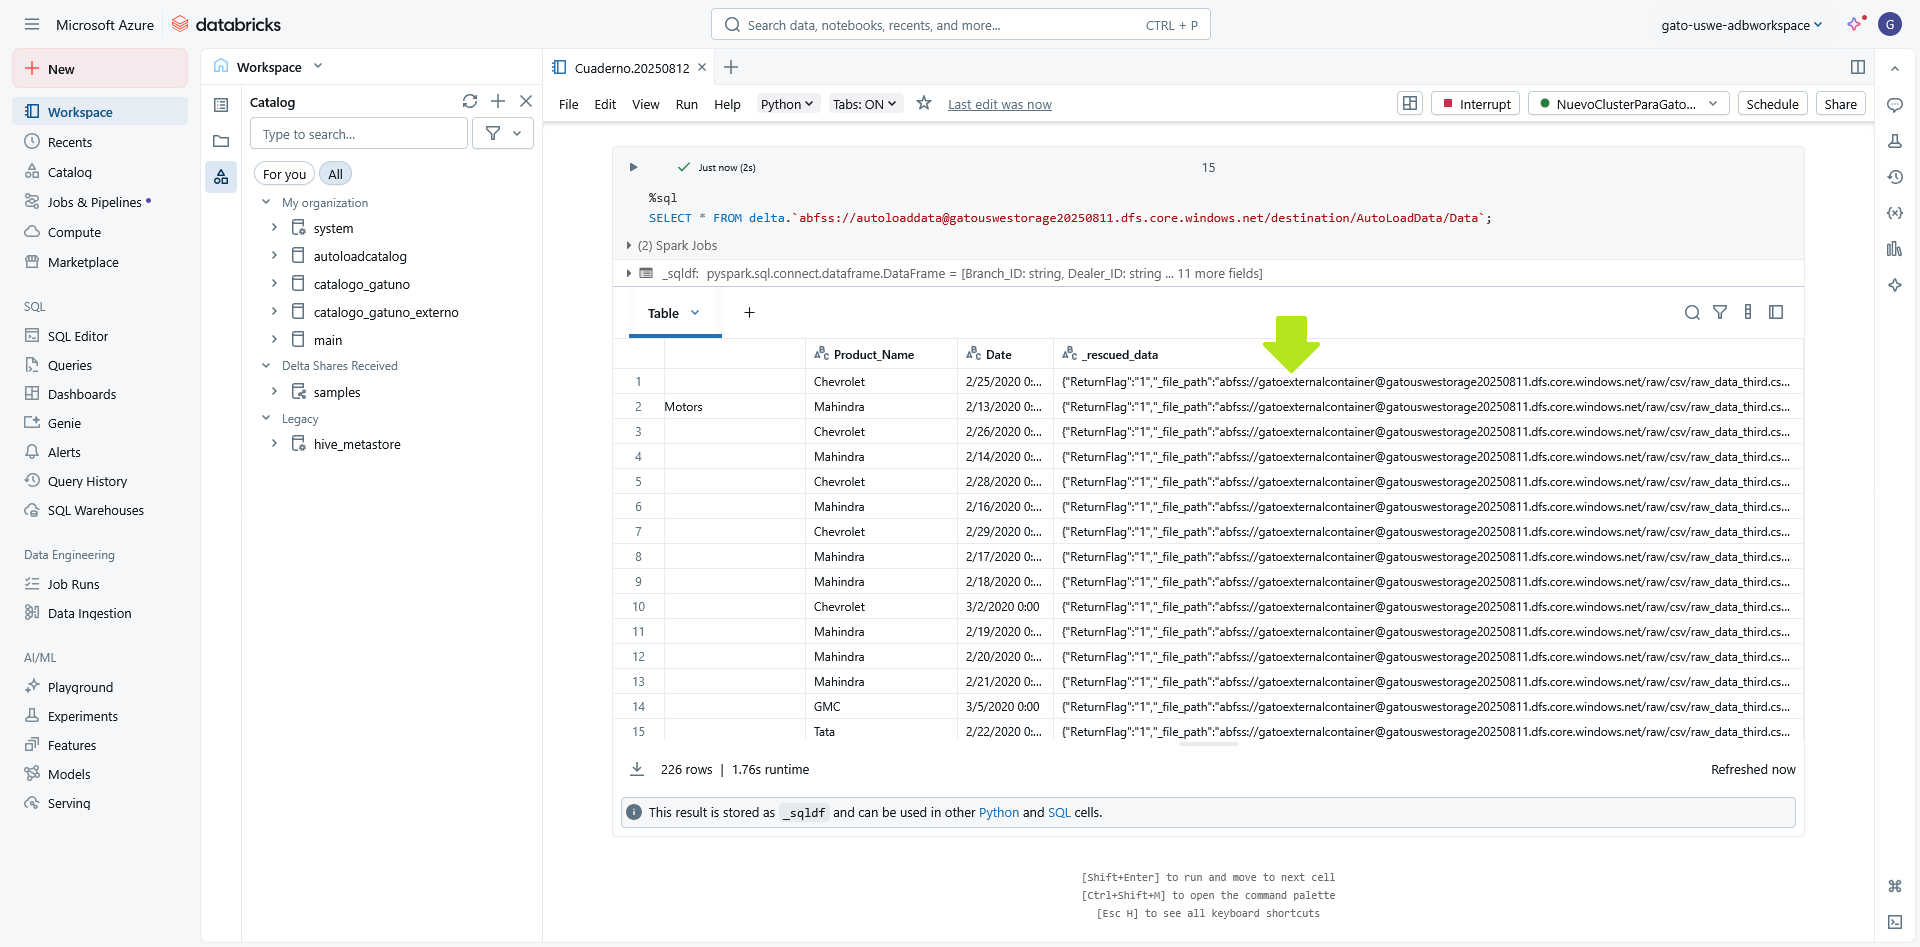 Microsoft Azure
databricks
Search data, notebooks, recents, and more...
CTRL + P
gato-uswe-adbworkspace
G
New
Workspace
Recents
Catalog
Jobs & Pipelines
Compute
Marketplace
SQL
SQL Editor
Queries
Dashboards
Genie
Alerts
Query History
SQL Warehouses
Data Engineering
Job Runs
Data Ingestion
AI/ML
Playground
Experiments
Features
Models
Serving
Workspace
Catalog
Type to search...
For you
All
My organization
system
autoloadcatalog
catalogo_gatuno
catalogo_gatuno_externo
main
Delta Shares Received
samples
Legacy
hive_metastore
Cuaderno.20250812
File Edit View Run Help Python Tabs: ON Last edit was now
Interrupt
NuevoClusterParaGato...
Schedule
Share
Just now (2s)
15
%sql
SELECT * FROM delta.`abfss://autoloaddata@gatouswestorage20250811.dfs.core.windows.net/destination/AutoLoadData/Data`;
(2) Spark Jobs
_sqldf: pyspark.sql.connect.dataframe.DataFrame = [Branch_ID: string, Dealer_ID: string ... 11 more fields]
Table
Product_Name Date _rescued_data
1 Chevrolet 2/25/2020 0:... {"ReturnFlag":"1","_file_path":"abfss://gatoexternalcontainer@gatouswestorage20250811.dfs.core.windows.net/raw/csv/raw_data_third.cs...
2 Motors Mahindra 2/13/2020 0:... {"ReturnFlag":"1","_file_path":"abfss://gatoexternalcontainer@gatouswestorage20250811.dfs.core.windows.net/raw/csv/raw_data_third.cs...
3 Chevrolet 2/26/2020 0:... {"ReturnFlag":"1","_file_path":"abfss://gatoexternalcontainer@gatouswestorage20250811.dfs.core.windows.net/raw/csv/raw_data_third.cs...
4 Mahindra 2/14/2020 0:... {"ReturnFlag":"1","_file_path":"abfss://gatoexternalcontainer@gatouswestorage20250811.dfs.core.windows.net/raw/csv/raw_data_third.cs...
5 Chevrolet 2/28/2020 0:... {"ReturnFlag":"1","_file_path":"abfss://gatoexternalcontainer@gatouswestorage20250811.dfs.core.windows.net/raw/csv/raw_data_third.cs...
6 Mahindra 2/16/2020 0:... {"ReturnFlag":"1","_file_path":"abfss://gatoexternalcontainer@gatouswestorage20250811.dfs.core.windows.net/raw/csv/raw_data_third.cs...
7 Chevrolet 2/29/2020 0:... {"ReturnFlag":"1","_file_path":"abfss://gatoexternalcontainer@gatouswestorage20250811.dfs.core.windows.net/raw/csv/raw_data_third.cs...
8 Mahindra 2/17/2020 0:... {"ReturnFlag":"1","_file_path":"abfss://gatoexternalcontainer@gatouswestorage20250811.dfs.core.windows.net/raw/csv/raw_data_third.cs...
9 Mahindra 2/18/2020 0:... {"ReturnFlag":"1","_file_path":"abfss://gatoexternalcontainer@gatouswestorage20250811.dfs.core.windows.net/raw/csv/raw_data_third.cs...
10 Chevrolet 3/2/2020 0:00 {"ReturnFlag":"1","_file_path":"abfss://gatoexternalcontainer@gatouswestorage20250811.dfs.core.windows.net/raw/csv/raw_data_third.cs...
11 Mahindra 2/19/2020 0:... {"ReturnFlag":"1","_file_path":"abfss://gatoexternalcontainer@gatouswestorage20250811.dfs.core.windows.net/raw/csv/raw_data_third.cs...
12 Mahindra 2/20/2020 0:... {"ReturnFlag":"1","_file_path":"abfss://gatoexternalcontainer@gatouswestorage20250811.dfs.core.windows.net/raw/csv/raw_data_third.cs...
13 Mahindra 2/21/2020 0:... {"ReturnFlag":"1","_file_path":"abfss://gatoexternalcontainer@gatouswestorage20250811.dfs.core.windows.net/raw/csv/raw_data_third.cs...
14 GMC 3/5/2020 0:00 {"ReturnFlag":"1","_file_path":"abfss://gatoexternalcontainer@gatouswestorage20250811.dfs.core.windows.net/raw/csv/raw_data_third.cs...
15 Tata 2/22/2020 0:... {"ReturnFlag":"1","_file_path":"abfss://gatoexternalcontainer@gatouswestorage20250811.dfs.core.windows.net/raw/csv/raw_data_third.cs...
226 rows | 1.76s runtime
Refreshed now
This result is stored as _sqldf and can be used in other Python and SQL cells.
[Shift+Enter] to run and move to next cell
[Ctrl+Shift+M] to open the command palette
[Esc H] to see all keyboard shortcuts